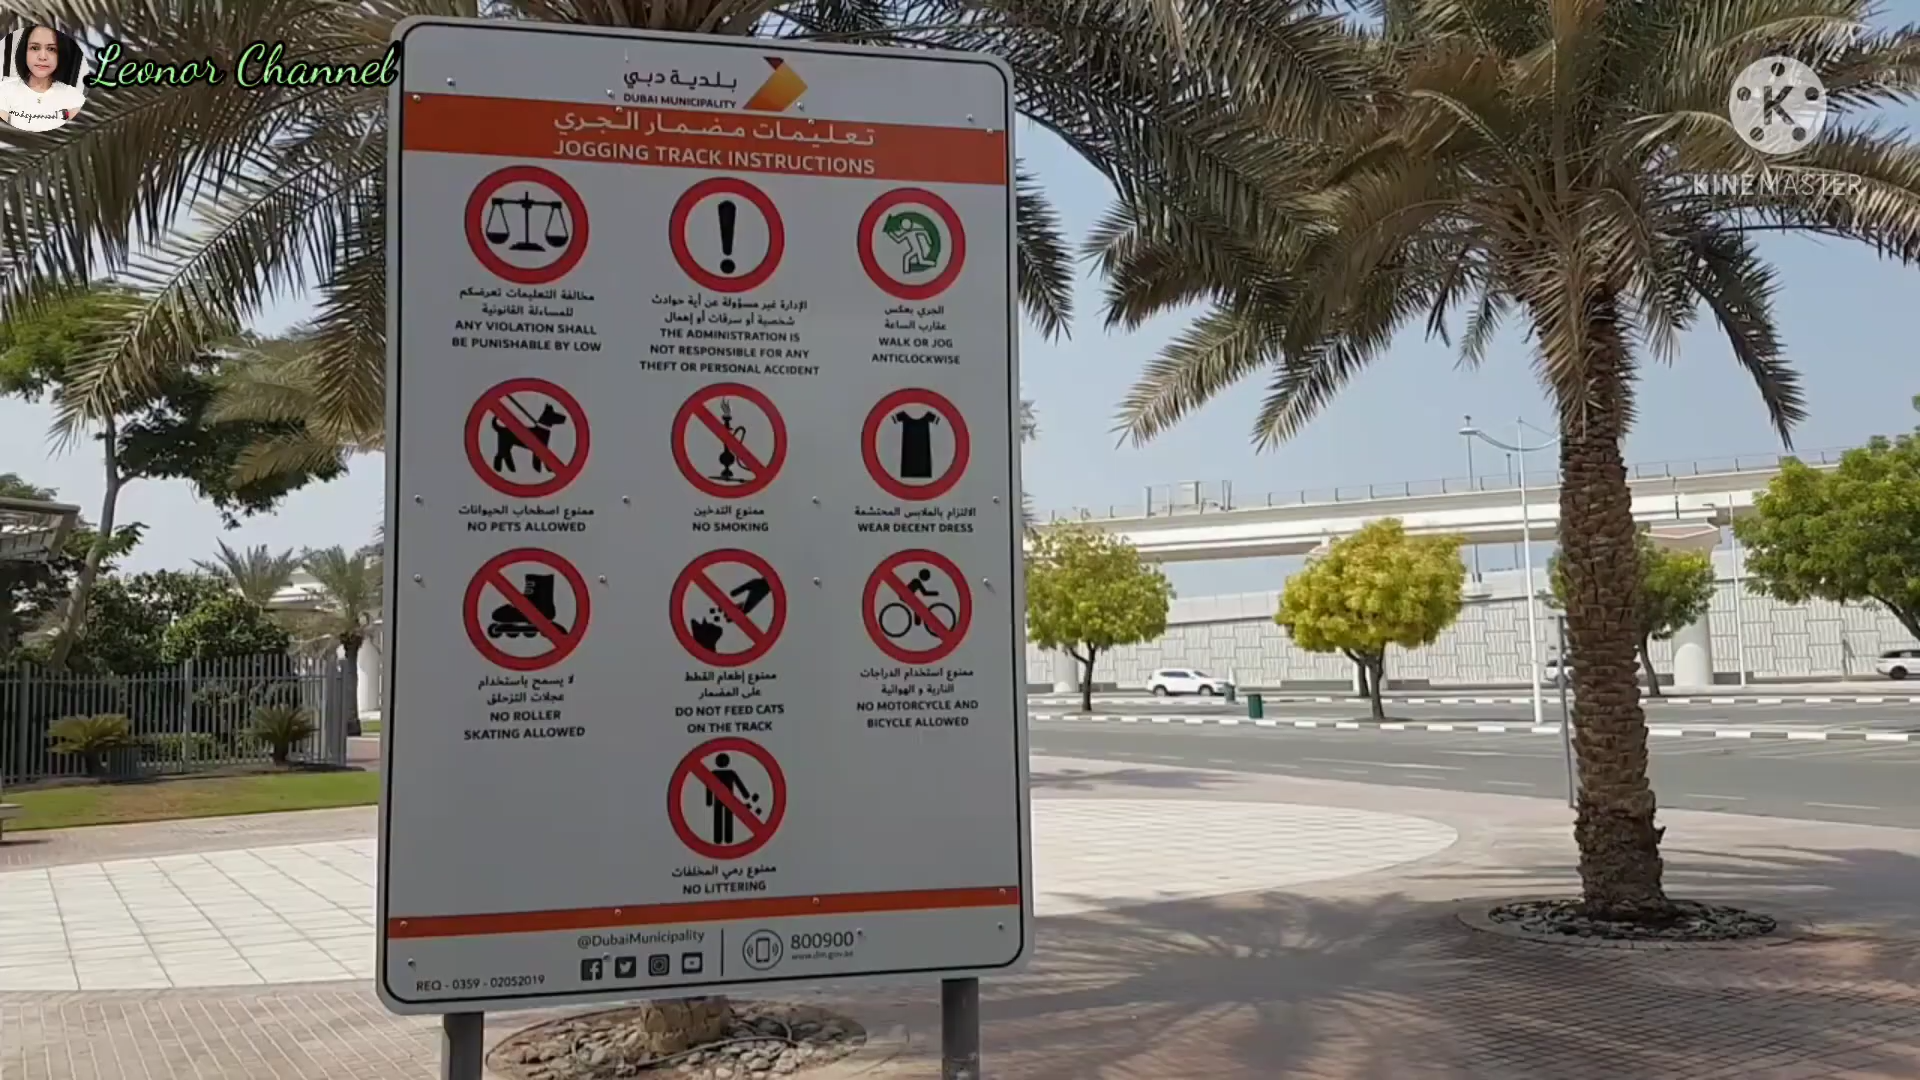 Leonor Channel
KINEMASTER
بلدية دبي
DUBAI MUNICIPALITY
تعليمات مضمار الجري
JOGGING TRACK INSTRUCTIONS
مخالفة التعليمات تعرضكم
للمساءلة القانونية
ANY VIOLATION SHALL
BE PUNISHABLE BY LOW
الإدارة غير مسؤولة عن أية حوادث
شخصية أو سرقات أو إهمال
THE ADMINISTRATION IS
NOT RESPONSIBLE FOR ANY
THEFT OR PERSONAL ACCIDENT
الجري بعكس
عقارب الساعة
WALK OR JOG
ANTICLOCKWISE
ممنوع اصطحاب الحيوانات
NO PETS ALLOWED
ممنوع التدخين
NO SMOKING
الالتزام بالملابس المحتشمة
WEAR DECENT DRESS
لا يسمح باستخدام
عجلات التزحلق
NO ROLLER
SKATING ALLOWED
ممنوع إطعام القطط
على المضمار
DO NOT FEED CATS
ON THE TRACK
ممنوع استخدام الدراجات
النارية و الهوائية
NO MOTORCYCLE AND
BICYCLE ALLOWED
ممنوع رمي المخلفات
NO LITTERING
@DubaiMunicipality
800900
www.dm.gov.ae
REQ - 0359 - 02052019